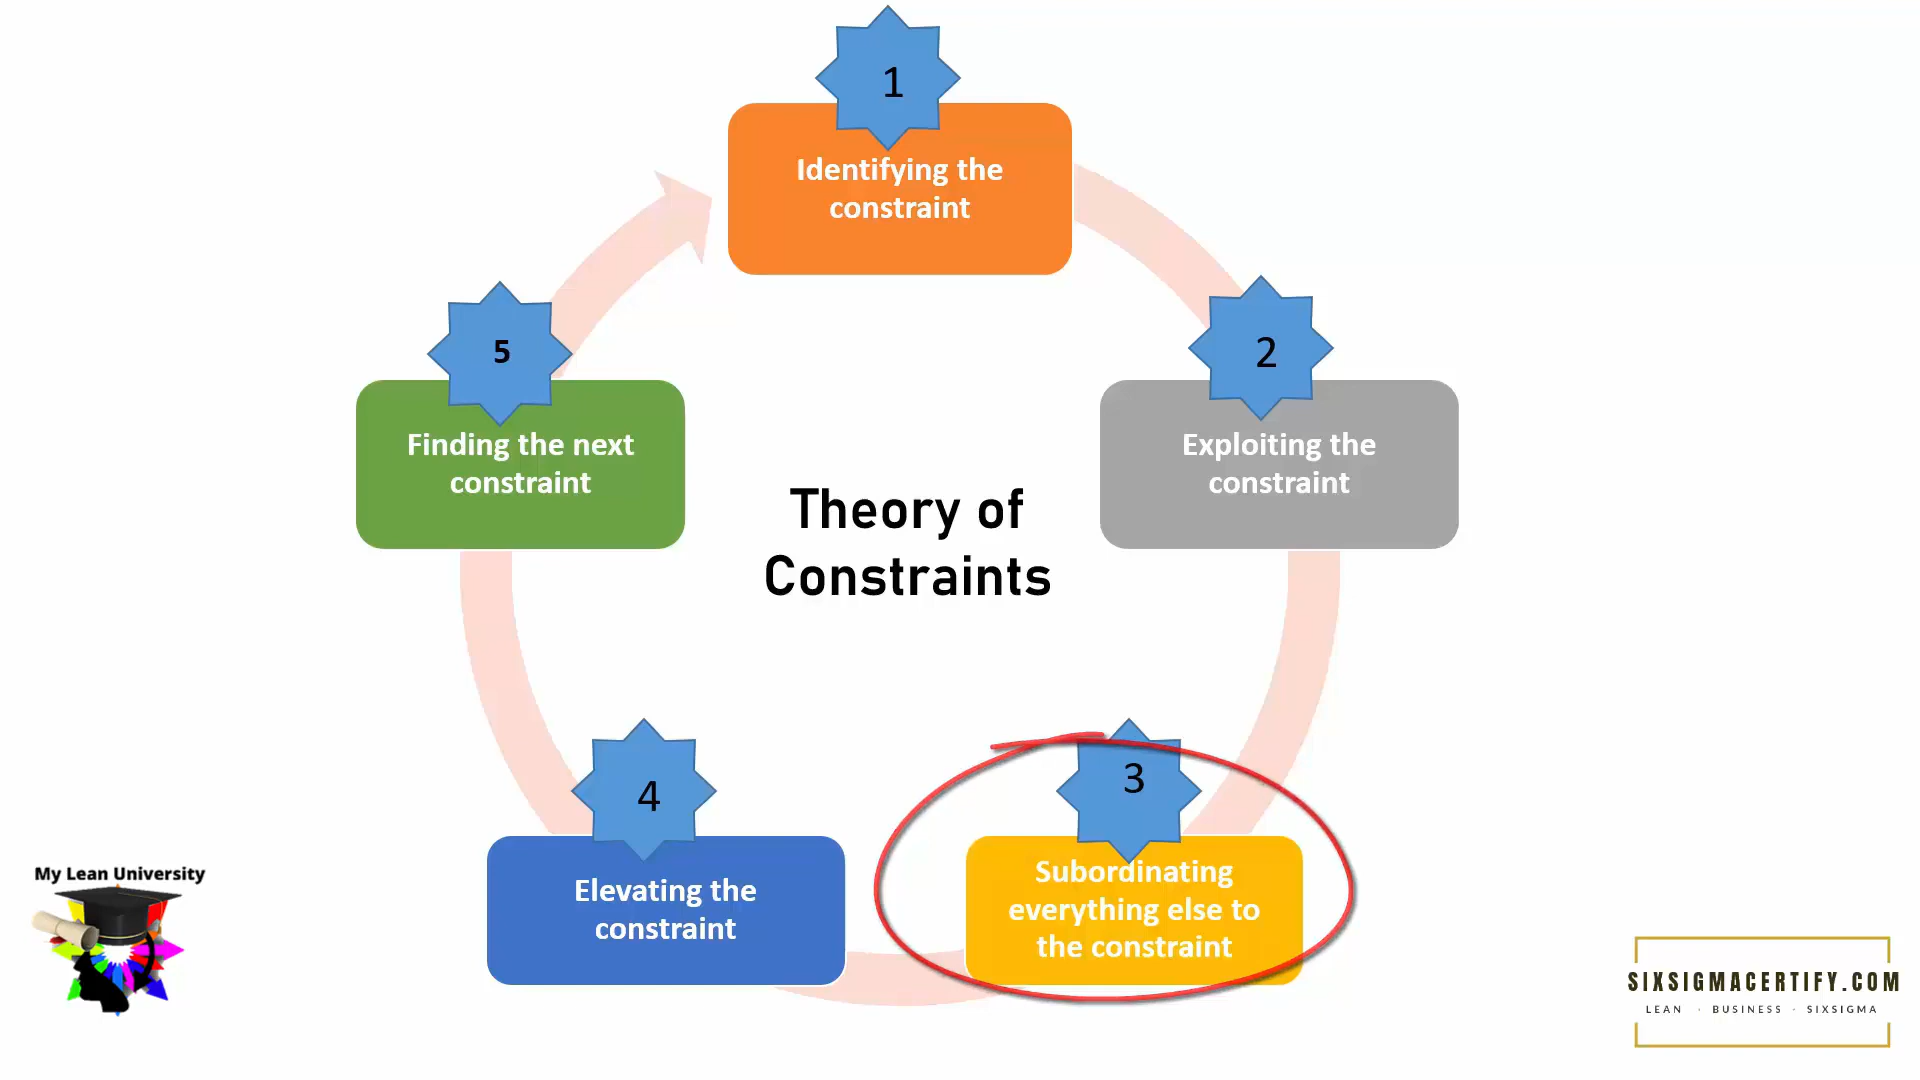 1
Identifying the
constraint
2
Exploiting the
constraint
3
Subordinating
everything else to
the constraint
4
Elevating the
constraint
5
Finding the next
constraint
Theory of
Constraints
My Lean University
SIXSIGMACERTIFY.COM
LEAN · BUSINESS · SIXSIGMA